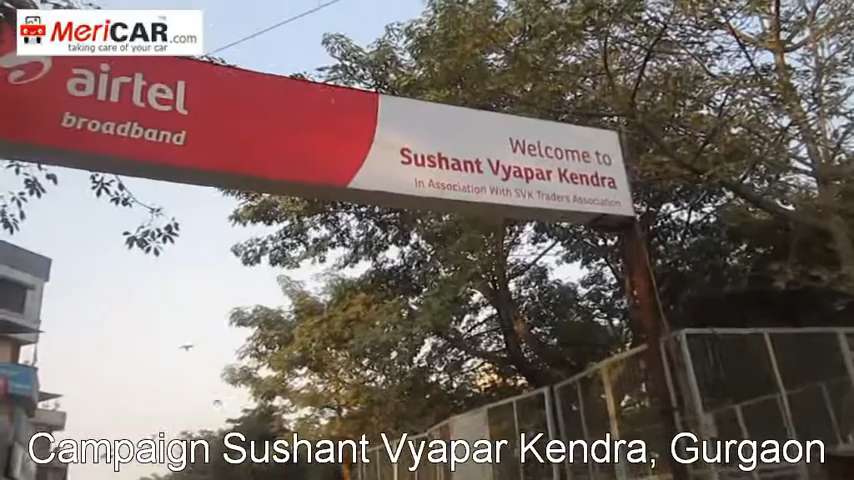 MeriCAR.com
taking care of your car
airtel
broadband
Welcome to
Sushant Vyapar Kendra
In Association With SVK Traders Association
Campaign Sushant Vyapar Kendra, Gurgaon